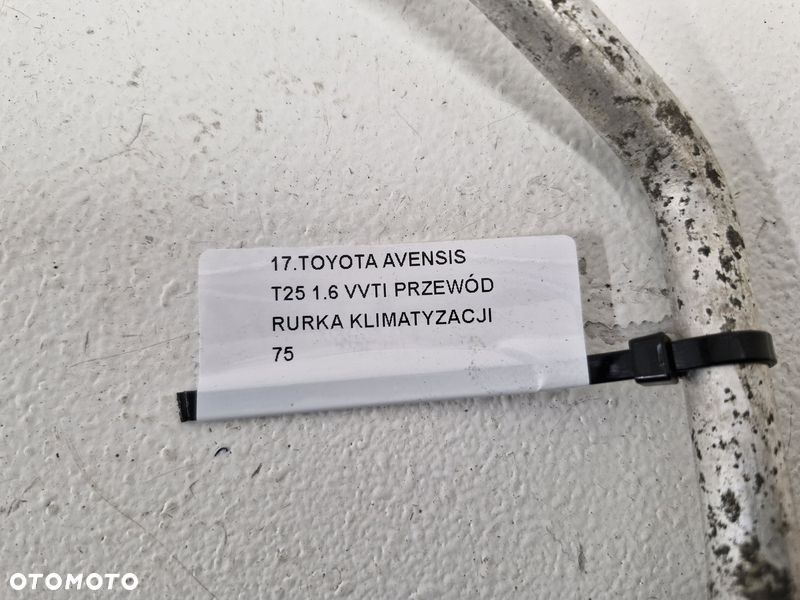 17.TOYOTA AVENSIS
T25 1.6 VVTI PRZEWÓD
RURKA KLIMATYZACJI
75
OTOMOTO